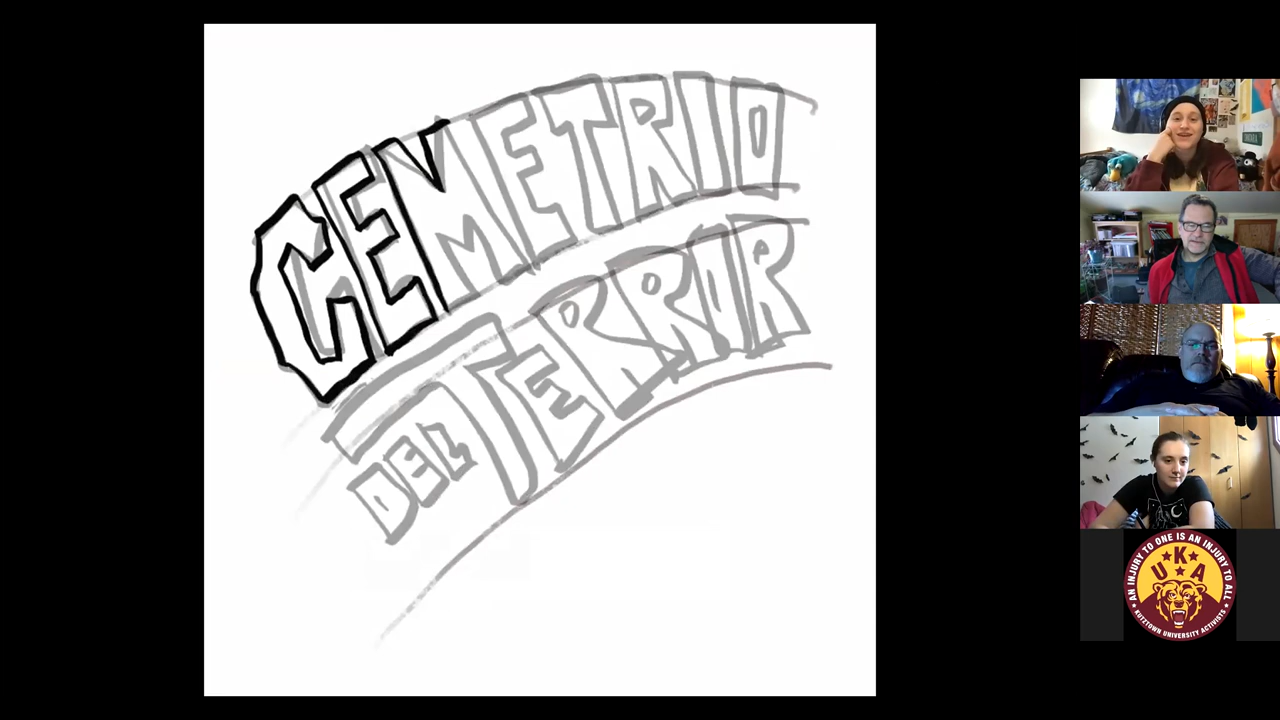 CEMETRIO
DEL TERROR
AN INJURY TO ONE IS AN INJURY TO ALL
UKA
KUTZTOWN UNIVERSITY ACTIVISTS